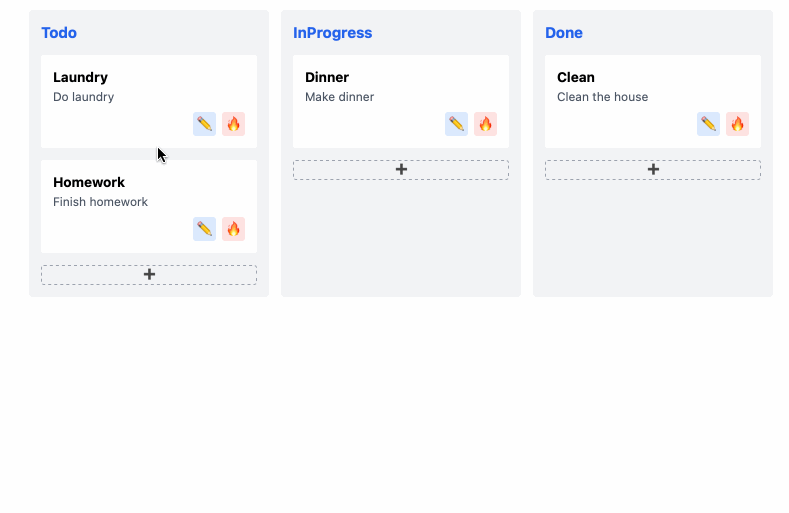 Todo
Laundry
Do laundry
Homework
Finish homework
InProgress
Dinner
Make dinner
Done
Clean
Clean the house